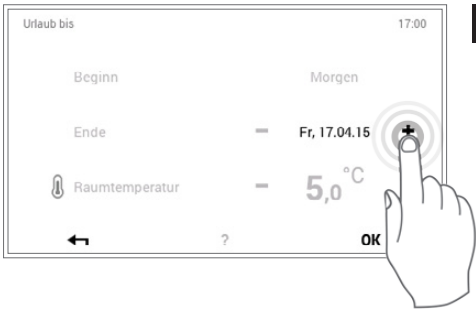 Urlaub bis 17:00
Beginn Morgen
Ende − Fr, 17.04.15 +
Raumtemperatur − 5,0°C
? OK